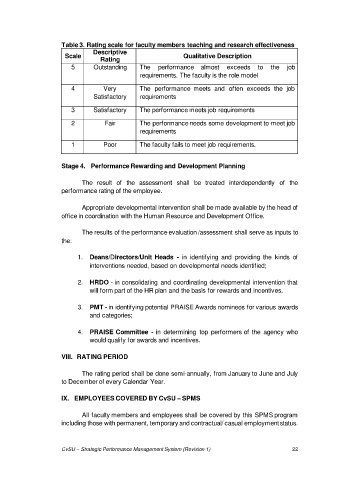 Table 3. Rating scale for faculty members teaching and research effectiveness
Scale Descriptive Rating Qualitative Description
5 Outstanding The performance almost exceeds to the job
requirements. The faculty is the role model
4 Very Satisfactory The performance meets and often exceeds the job
requirements
3 Satisfactory The performance meets job requirements
2 Fair The performance needs some development to meet job
requirements
1 Poor The faculty fails to meet job requirements.
Stage 4. Performance Rewarding and Development Planning
The result of the assessment shall be treated interdependently of the
performance rating of the employee.
Appropriate developmental intervention shall be made available by the head of
office in coordination with the Human Resource and Development Office.
The results of the performance evaluation /assessment shall serve as inputs to
the:
1. Deans/Directors/Unit Heads - in identifying and providing the kinds of
interventions needed, based on developmental needs identified;
2. HRDO - in consolidating and coordinating developmental intervention that
will form part of the HR plan and the basis for rewards and incentives.
3. PMT - in identifying potential PRAISE Awards nominees for various awards
and categories;
4. PRAISE Committee - in determining top performers of the agency who
would qualify for awards and incentives.
VIII. RATING PERIOD
The rating period shall be done semi-annually, from January to June and July
to December of every Calendar Year.
IX. EMPLOYEES COVERED BY CvSU – SPMS
All faculty members and employees shall be covered by this SPMS program
including those with permanent, temporary and contractual/ casual employment status.
CvSU – Strategic Performance Management System (Revision 1) 22